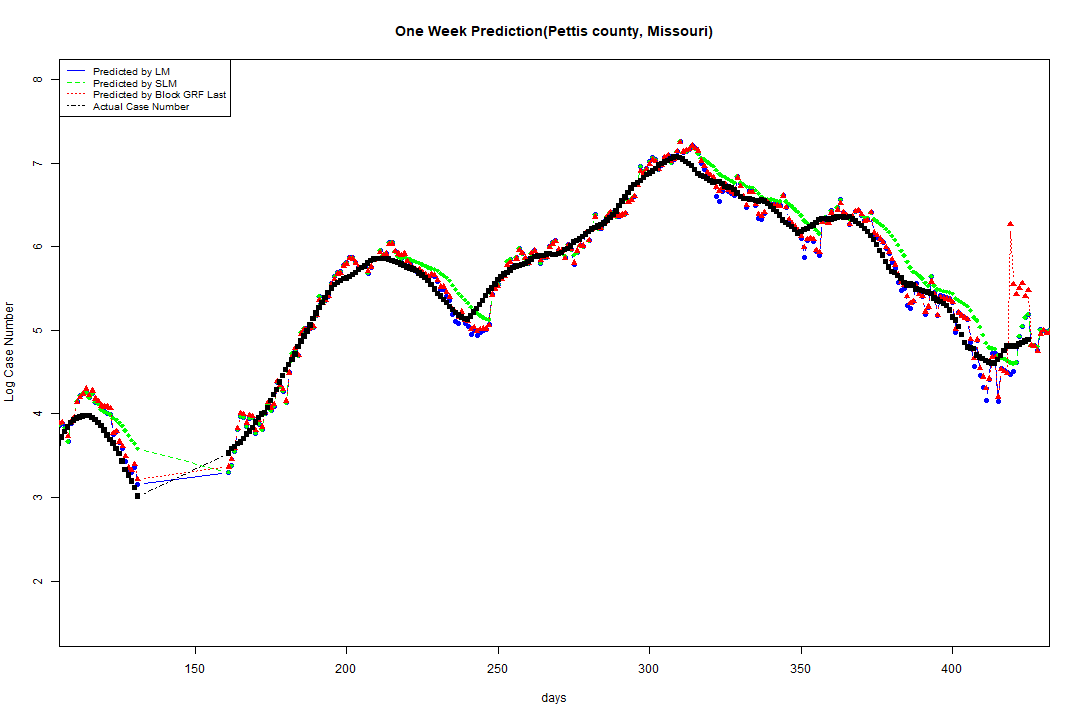 One Week Prediction(Pettis county, Missouri)
Predicted by LM
Predicted by SLM
Predicted by Block GRF Last
Actual Case Number
8
7
6
5
4
3
2
Log Case Number
150 200 250 300 350 400
days